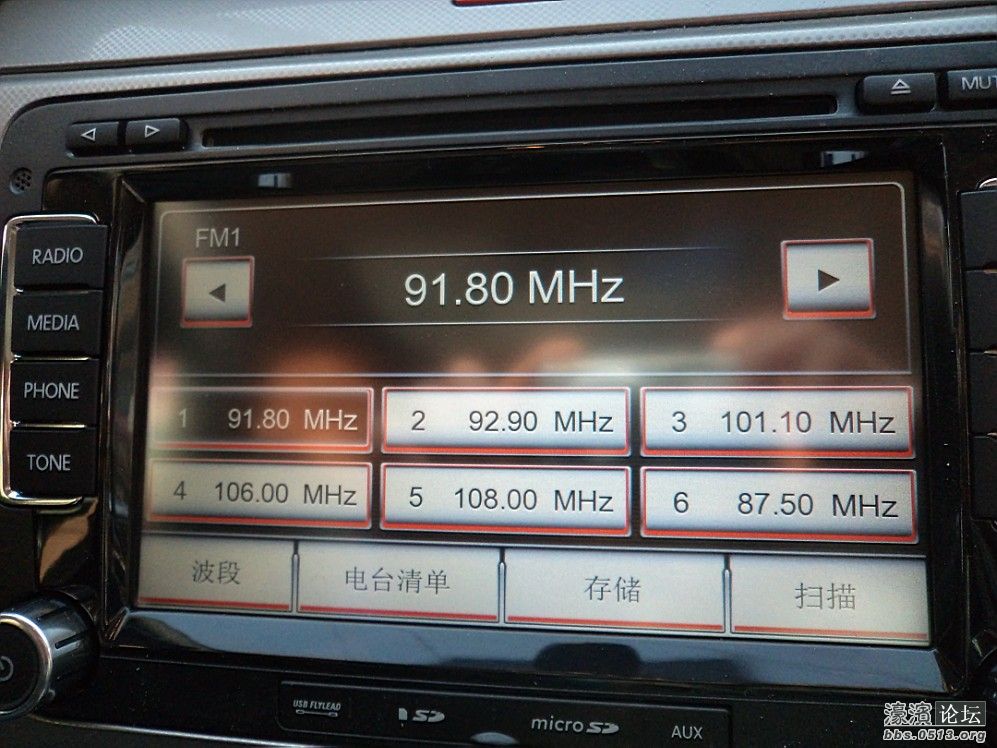 MUT
RADIO
MEDIA
PHONE
TONE
FM1
91.80 MHz
1 91.80 MHz
2 92.90 MHz
3 101.10 MHz
4 106.00 MHz
5 108.00 MHz
6 87.50 MHz
波段
电台清单
存储
扫描
USB FLYLEAD
SD
micro SD
AUX
濠滨 论坛
bbs.0513.org